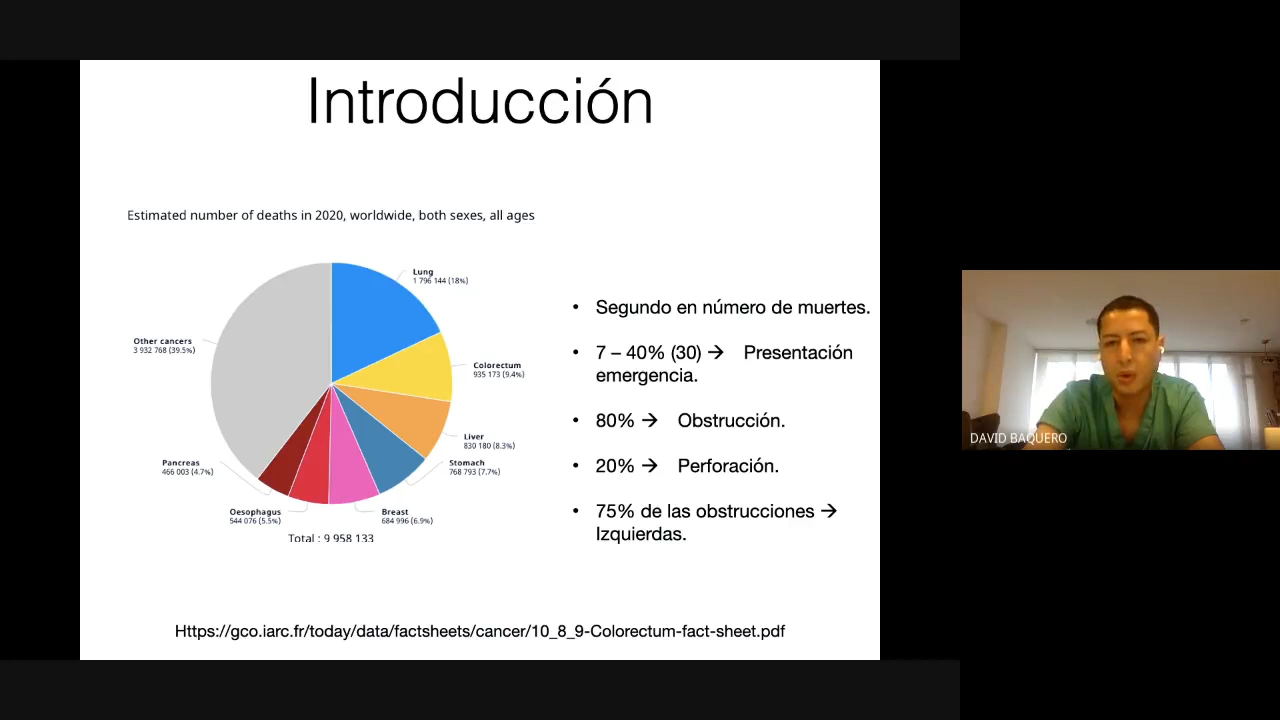 Introducción
Estimated number of deaths in 2020, worldwide, both sexes, all ages
Lung
1 796 144 (18%)
Colorectum
935 173 (9.4%)
Liver
830 180 (8.3%)
Stomach
768 793 (7.7%)
Breast
684 996 (6.9%)
Oesophagus
544 076 (5.5%)
Pancreas
466 003 (4.7%)
Other cancers
3 932 768 (39.5%)
Total : 9 958 133
• Segundo en número de muertes.
• 7 – 40% (30) → Presentación
emergencia.
• 80% → Obstrucción.
• 20% → Perforación.
• 75% de las obstrucciones →
Izquierdas.
Https://gco.iarc.fr/today/data/factsheets/cancer/10_8_9-Colorectum-fact-sheet.pdf
DAVID BAQUERO